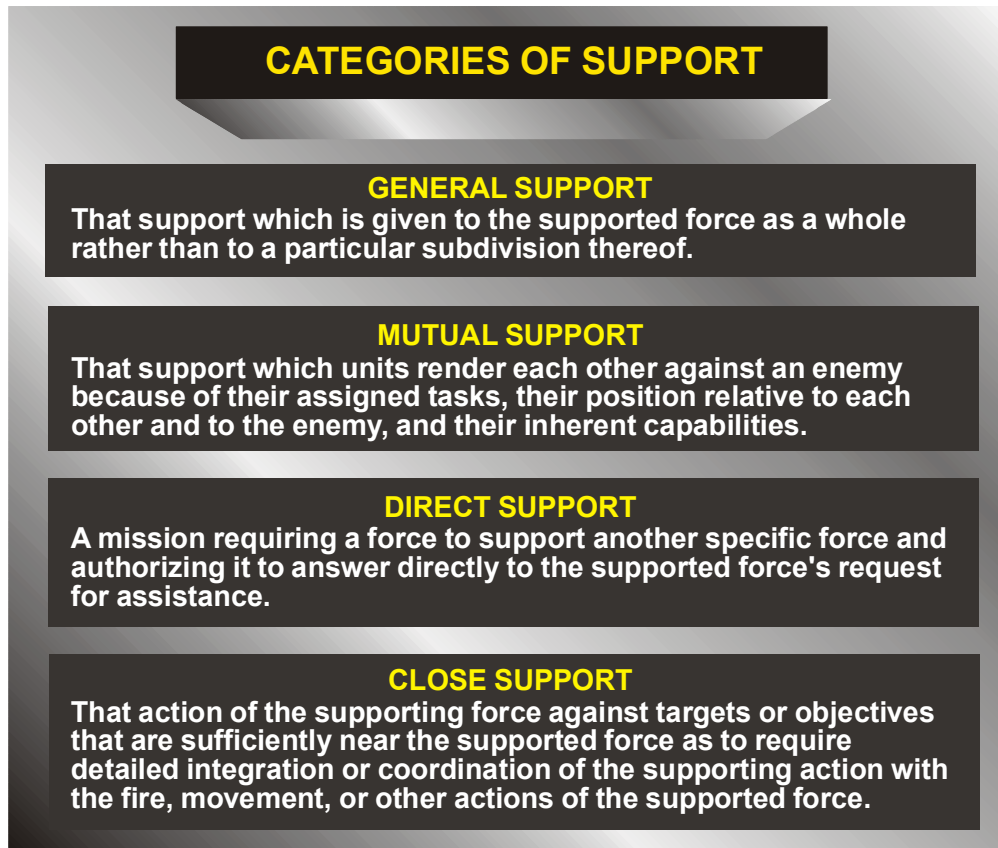 CATEGORIES OF SUPPORT
GENERAL SUPPORT
That support which is given to the supported force as a whole
rather than to a particular subdivision thereof.
MUTUAL SUPPORT
That support which units render each other against an enemy
because of their assigned tasks, their position relative to each
other and to the enemy, and their inherent capabilities.
DIRECT SUPPORT
A mission requiring a force to support another specific force and
authorizing it to answer directly to the supported force's request
for assistance.
CLOSE SUPPORT
That action of the supporting force against targets or objectives
that are sufficiently near the supported force as to require
detailed integration or coordination of the supporting action with
the fire, movement, or other actions of the supported force.